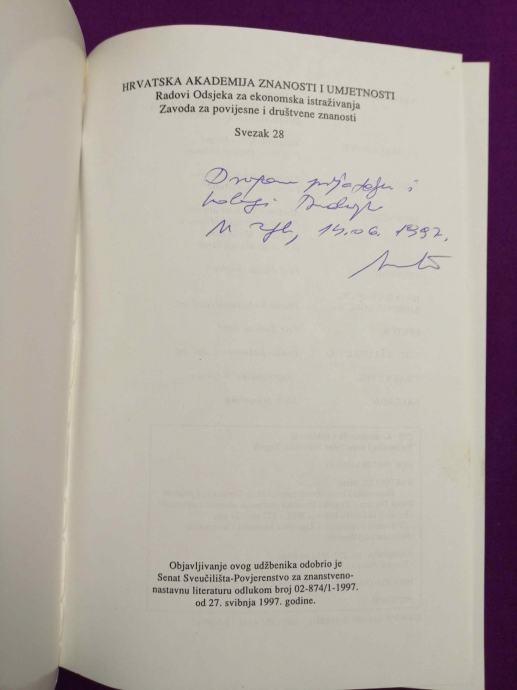 HRVATSKA AKADEMIJA ZNANOSTI I UMJETNOSTI
Radovi Odsjeka za ekonomska istraživanja
Zavoda za povijesne i društvene znanosti
Svezak 28
Dragom prijatelju i
kolegi
U Zgb, 19.06. 1997.
Objavljivanje ovog udžbenika odobrio je
Senat Sveučilišta-Povjerenstvo za znanstveno-
nastavnu literaturu odlukom broj 02-874/1-1997.
od 27. svibnja 1997. godine.